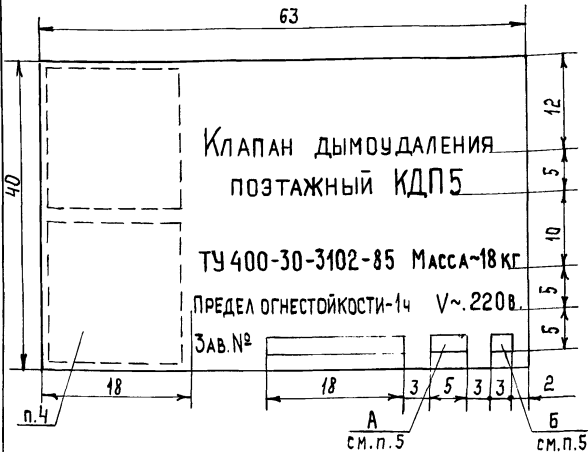 63
12
40
Клапан дымоудаления
5
поэтажный КДП5
10
ТУ 400-30-3102-85 Масса~18 кг
5
Предел огнестойкости-1ч V~.220в.
5
Зав.№
18 18 3 5 3 3 2
п.4
А Б
см.п.5 см.п.5